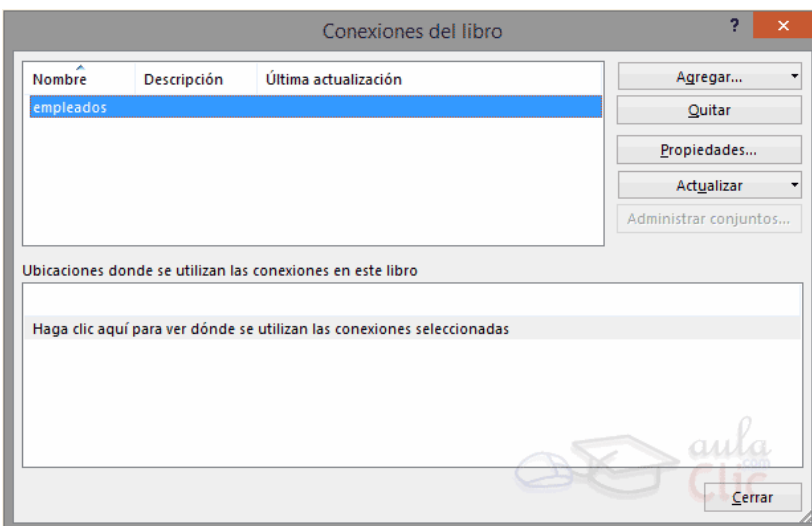 Conexiones del libro
?
Nombre Descripción Última actualización
empleados
Agregar...
Quitar
Propiedades...
Actualizar
Administrar conjuntos...
Ubicaciones donde se utilizan las conexiones en este libro
Haga clic aquí para ver dónde se utilizan las conexiones seleccionadas
aula
.com
Clic
Cerrar